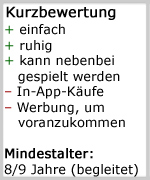 Kurzbewertung
+ einfach
+ ruhig
+ kann nebenbei
gespielt werden
– In-App-Käufe
– Werbung, um
voranzukommen
Mindestalter:
8/9 Jahre (begleitet)